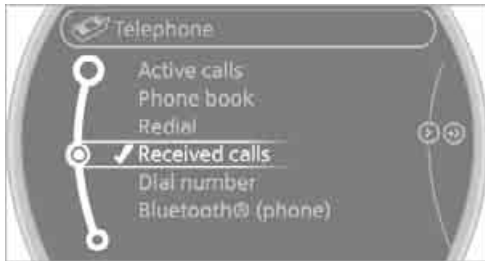 Telephone
Active calls
Phone book
Redial
Received calls
Dial number
Bluetooth® (phone)